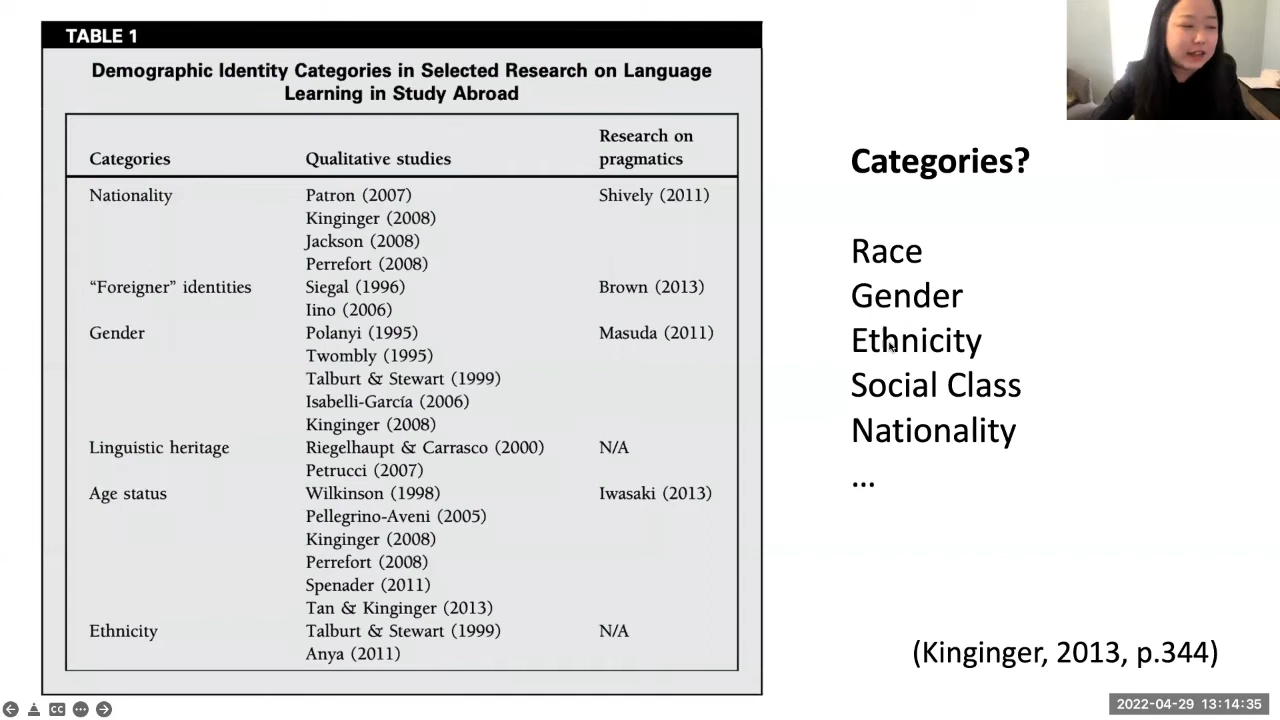 TABLE 1
Demographic Identity Categories in Selected Research on Language
Learning in Study Abroad
Categories Qualitative studies Research on pragmatics
Nationality Patron (2007) Shively (2011)
Kinginger (2008)
Jackson (2008)
Perrefort (2008)
“Foreigner” identities Siegal (1996) Brown (2013)
Iino (2006)
Gender Polanyi (1995) Masuda (2011)
Twombly (1995)
Talburt & Stewart (1999)
Isabelli-García (2006)
Kinginger (2008)
Linguistic heritage Riegelhaupt & Carrasco (2000) N/A
Petrucci (2007)
Age status Wilkinson (1998) Iwasaki (2013)
Pellegrino-Aveni (2005)
Kinginger (2008)
Perrefort (2008)
Spenader (2011)
Tan & Kinginger (2013)
Ethnicity Talburt & Stewart (1999) N/A
Anya (2011)
Categories?
Race
Gender
Ethnicity
Social Class
Nationality
...
(Kinginger, 2013, p.344)
CC
2022-04-29 13:14:35